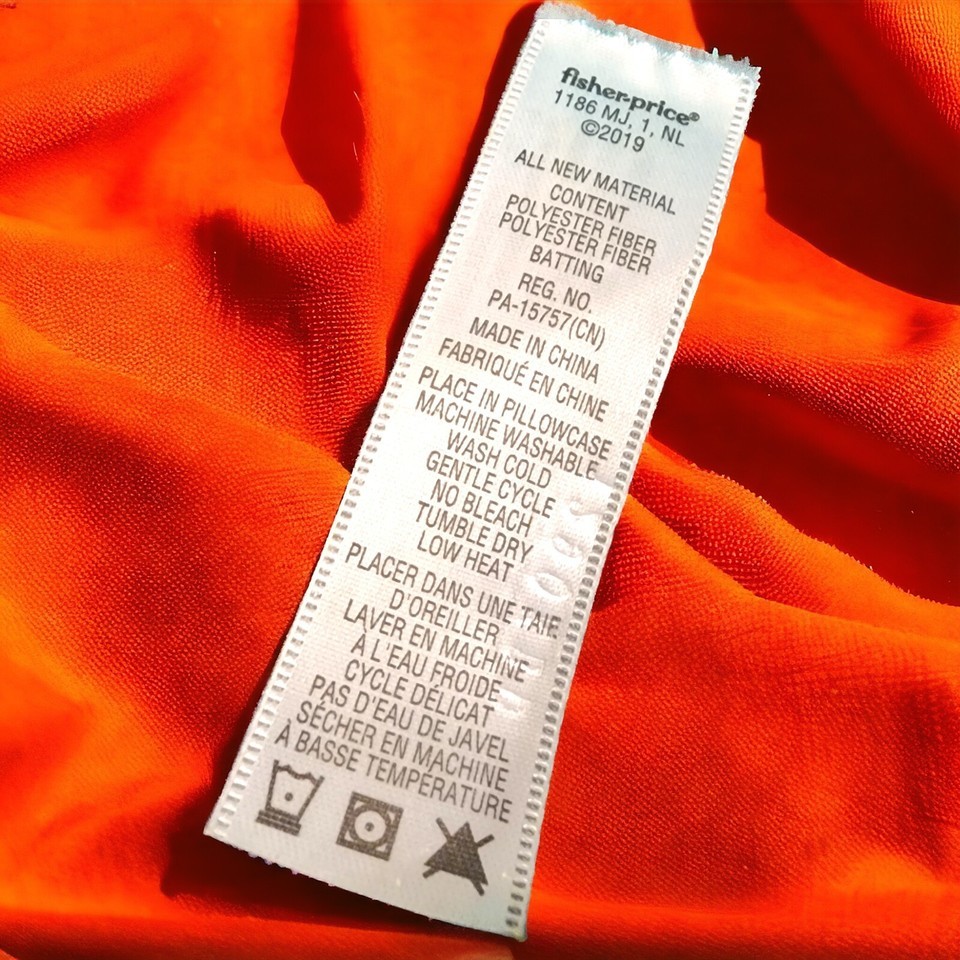 fisher-price®
1186 MJ, 1, NL
©2019
ALL NEW MATERIAL
CONTENT
POLYESTER FIBER
POLYESTER FIBER
BATTING
REG. NO.
PA-15757(CN)
MADE IN CHINA
FABRIQUÉ EN CHINE
PLACE IN PILLOWCASE
MACHINE WASHABLE
WASH COLD
GENTLE CYCLE
NO BLEACH
TUMBLE DRY
LOW HEAT
PLACER DANS UNE TAIE
D'OREILLER
LAVER EN MACHINE
À L'EAU FROIDE
CYCLE DÉLICAT
PAS D'EAU DE JAVEL
SÉCHER EN MACHINE
À BASSE TEMPÉRATURE